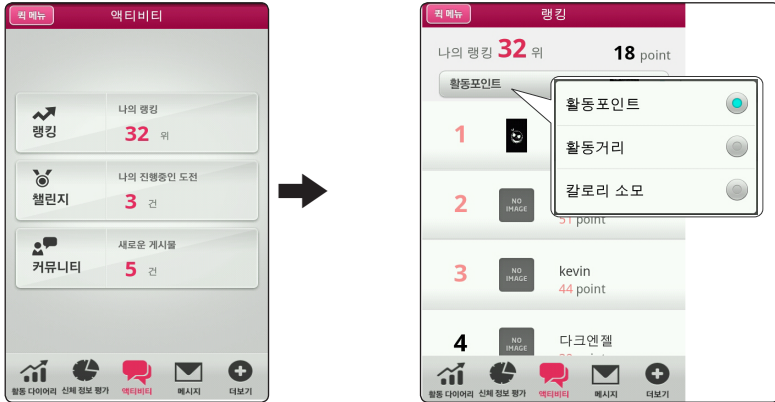 퀵 메뉴
액티비티
랭킹
나의 랭킹
32 위
챌린지
나의 진행중인 도전
3 건
커뮤니티
새로운 게시물
5 건
활동 다이어리 신체 정보 평가 액티비티 메시지 더보기
퀵 메뉴
랭킹
나의 랭킹 32 위 18 point
활동포인트
활동포인트
활동거리
칼로리 소모
1
2
NO
IMAGE
51 point
3
NO
IMAGE
kevin
44 point
4
NO
IMAGE
다크엔젤
활동 다이어리 신체 정보 평가 액티비티 메시지 더보기